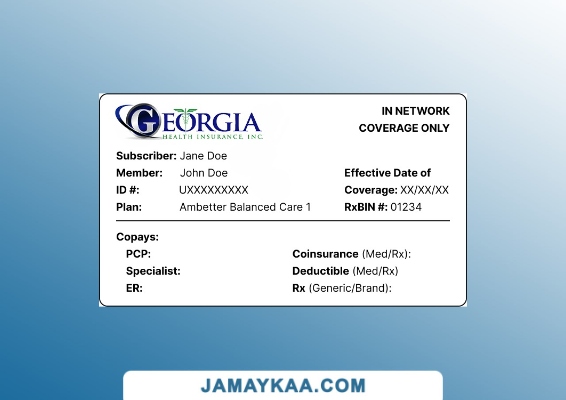 GEORGIA
HEALTH INSURANCE, INC.
IN NETWORK
COVERAGE ONLY
Subscriber: Jane Doe
Member: John Doe
Effective Date of
ID #: UXXXXXXXXX
Coverage: XX/XX/XX
Plan: Ambetter Balanced Care 1
RxBIN #: 01234
Copays:
PCP:
Coinsurance (Med/Rx):
Specialist:
Deductible (Med/Rx)
ER:
Rx (Generic/Brand):
JAMAYKAA.COM